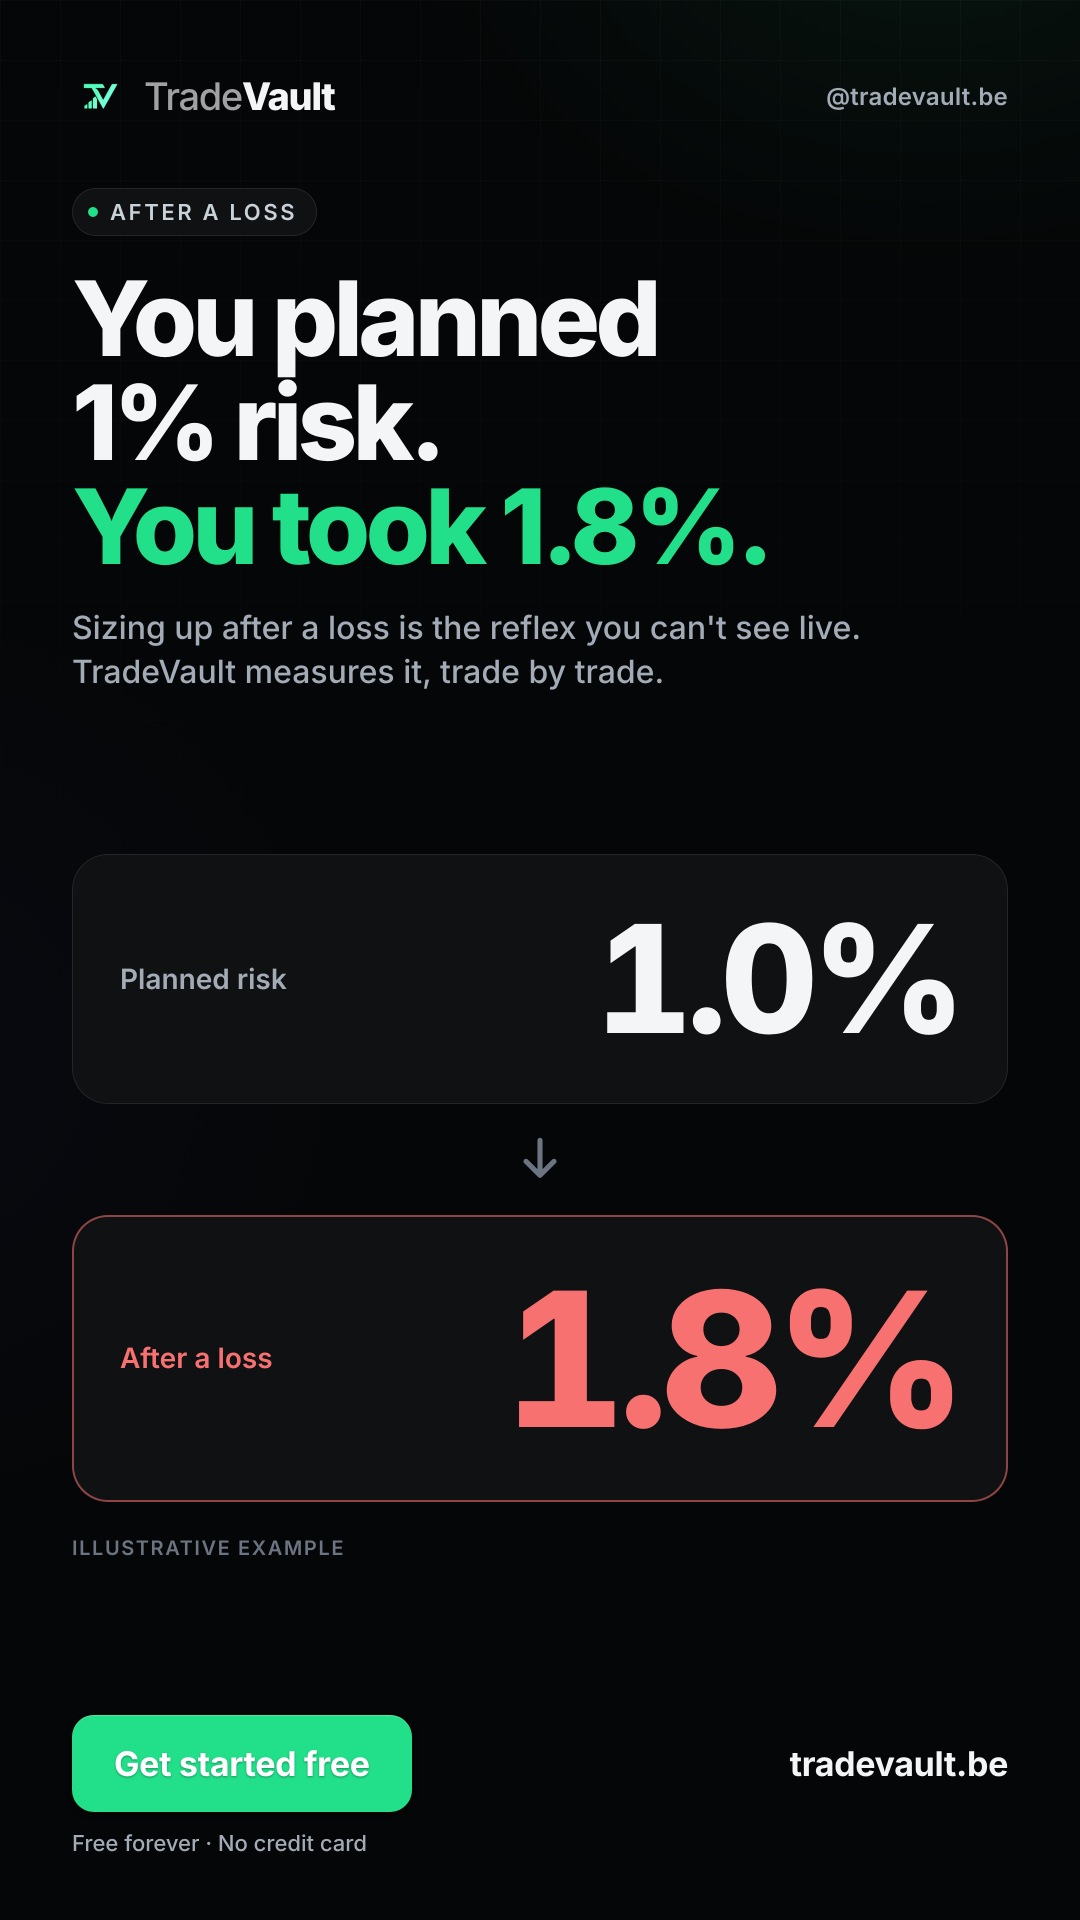 TradeVault
@tradevault.be
AFTER A LOSS
You planned
1% risk.
You took 1.8%.
Sizing up after a loss is the reflex you can't see live.
TradeVault measures it, trade by trade.
Planned risk
1.0%
After a loss
1.8%
ILLUSTRATIVE EXAMPLE
Get started free
tradevault.be
Free forever · No credit card